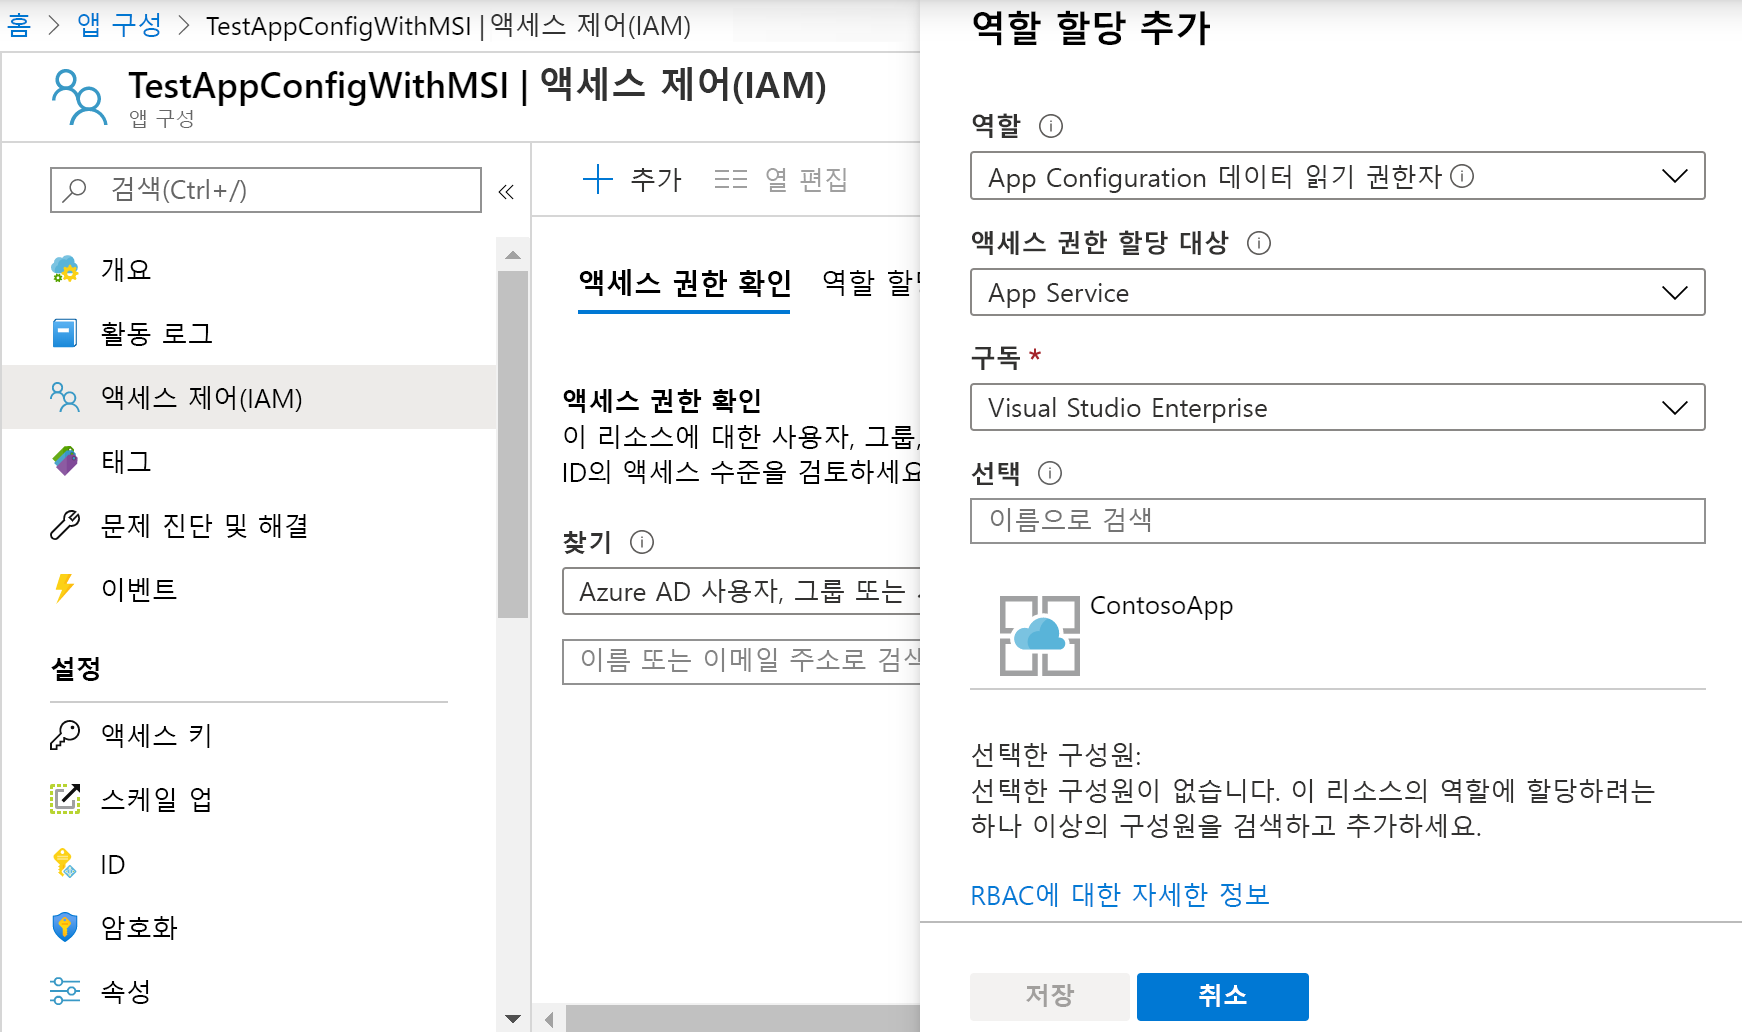 홈 > 앱 구성 > TestAppConfigWithMSI | 액세스 제어(IAM)
TestAppConfigWithMSI | 액세스 제어(IAM)
앱 구성
검색(Ctrl+/)
«
개요
활동 로그
액세스 제어(IAM)
태그
문제 진단 및 해결
이벤트
설정
액세스 키
스케일 업
ID
암호화
속성
추가 열 편집
액세스 권한 확인 역할
액세스 권한 확인
이 리소스에 대한 사용자, 그룹,
ID의 액세스 수준을 검토하세요
찾기
Azure AD 사용자, 그룹 또는
이름 또는 이메일 주소로 검색
역할 할당 추가
역할
App Configuration 데이터 읽기 권한자
액세스 권한 할당 대상
App Service
구독 *
Visual Studio Enterprise
선택
이름으로 검색
ContosoApp
선택한 구성원:
선택한 구성원이 없습니다. 이 리소스의 역할에 할당하려는
하나 이상의 구성원을 검색하고 추가하세요.
RBAC에 대한 자세한 정보
저장 취소